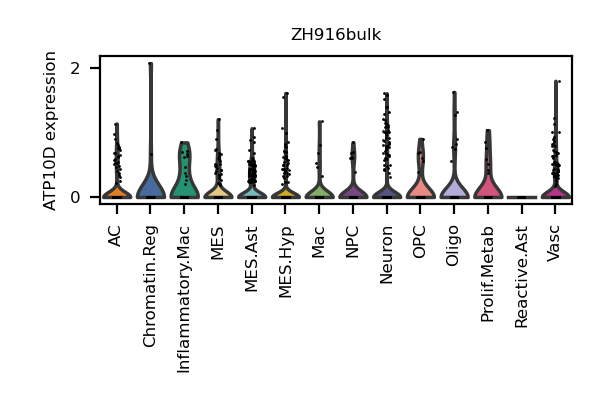 ZH916bulk
ATP10D expression
2
0
AC
Chromatin.Reg
Inflammatory.Mac
MES
MES.Ast
MES.Hyp
Mac
NPC
Neuron
OPC
Oligo
Prolif.Metab
Reactive.Ast
Vasc